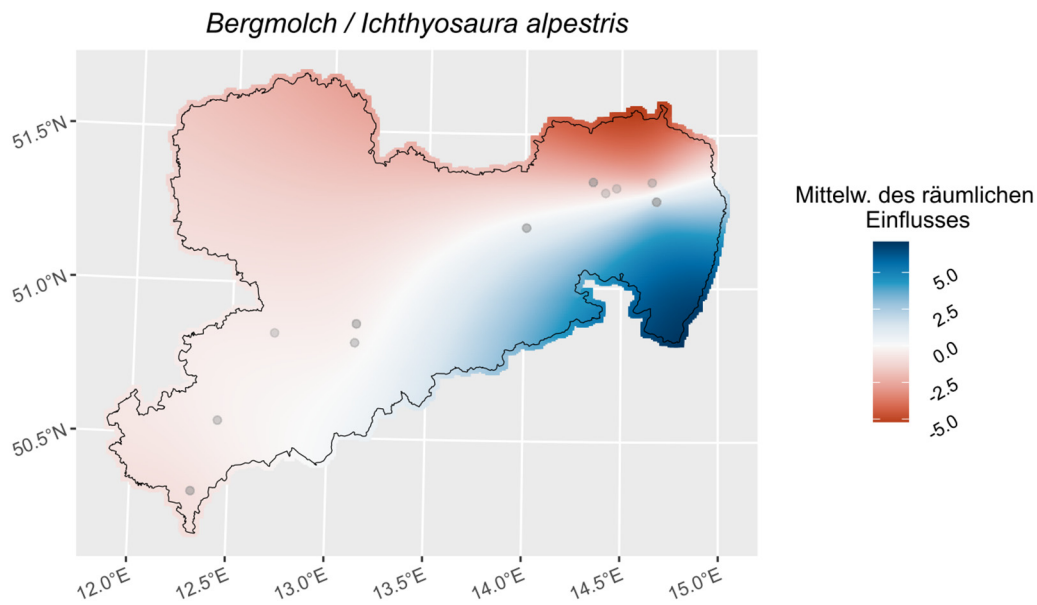 Bergmolch / Ichthyosaura alpestris
51.5°N
51.0°N
50.5°N
12.0°E
12.5°E
13.0°E
13.5°E
14.0°E
14.5°E
15.0°E
Mittelw. des räumlichen
Einflusses
5.0
2.5
0.0
-2.5
-5.0